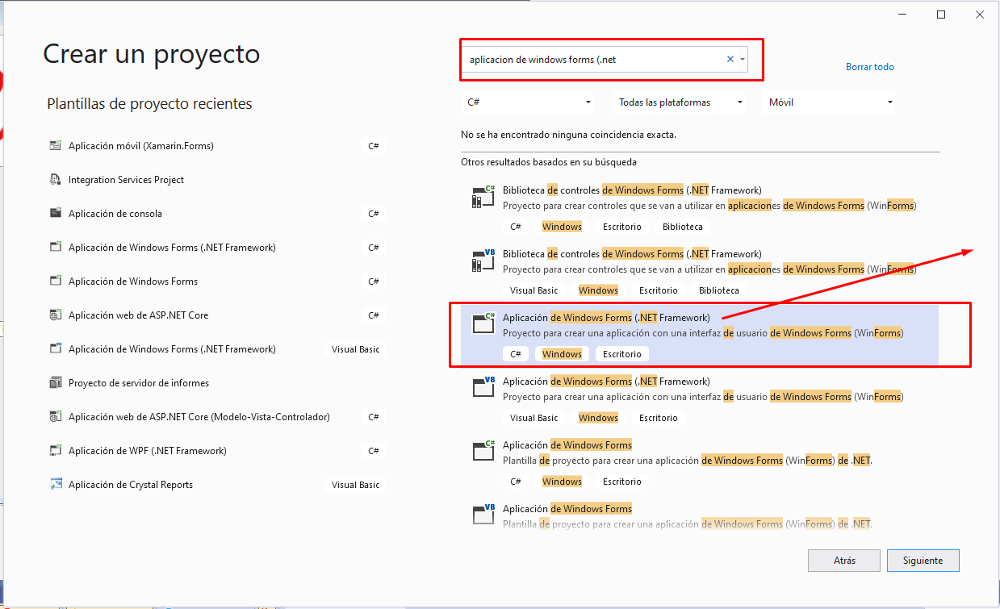 Crear un proyecto
Plantillas de proyecto recientes
Aplicación móvil (Xamarin.Forms) C#
Integration Services Project
Aplicación de consola C#
Aplicación de Windows Forms (.NET Framework) C#
Aplicación de Windows Forms C#
Aplicación web de ASP.NET Core C#
Aplicación de Windows Forms (.NET Framework) Visual Basic
Proyecto de servidor de informes
Aplicación web de ASP.NET Core (Modelo-Vista-Controlador) C#
Aplicación de WPF (.NET Framework) C#
Aplicación de Crystal Reports Visual Basic
aplicacion de windows forms (.net
Borrar todo
C# Todas las plataformas Móvil
No se ha encontrado ninguna coincidencia exacta.
Otros resultados basados en su búsqueda
Biblioteca de controles de Windows Forms (.NET Framework)
Proyecto para crear controles que se van a utilizar en aplicaciones de Windows Forms (WinForms)
C# Windows Escritorio Biblioteca
Biblioteca de controles de Windows Forms (.NET Framework)
Proyecto para crear controles que se van a utilizar en aplicaciones de Windows Forms (WinForms)
Visual Basic Windows Escritorio Biblioteca
Aplicación de Windows Forms (.NET Framework)
Proyecto para crear una aplicación con una interfaz de usuario de Windows Forms (WinForms)
C# Windows Escritorio
Aplicación de Windows Forms (.NET Framework)
Proyecto para crear una aplicación con una interfaz de usuario de Windows Forms (WinForms)
Visual Basic Windows Escritorio
Aplicación de Windows Forms
Plantilla de proyecto para crear una aplicación de Windows Forms (WinForms) de .NET.
C# Windows Escritorio
Aplicación de Windows Forms
Plantilla de proyecto para crear una aplicación de Windows Forms (WinForms) de .NET.
Atrás Siguiente